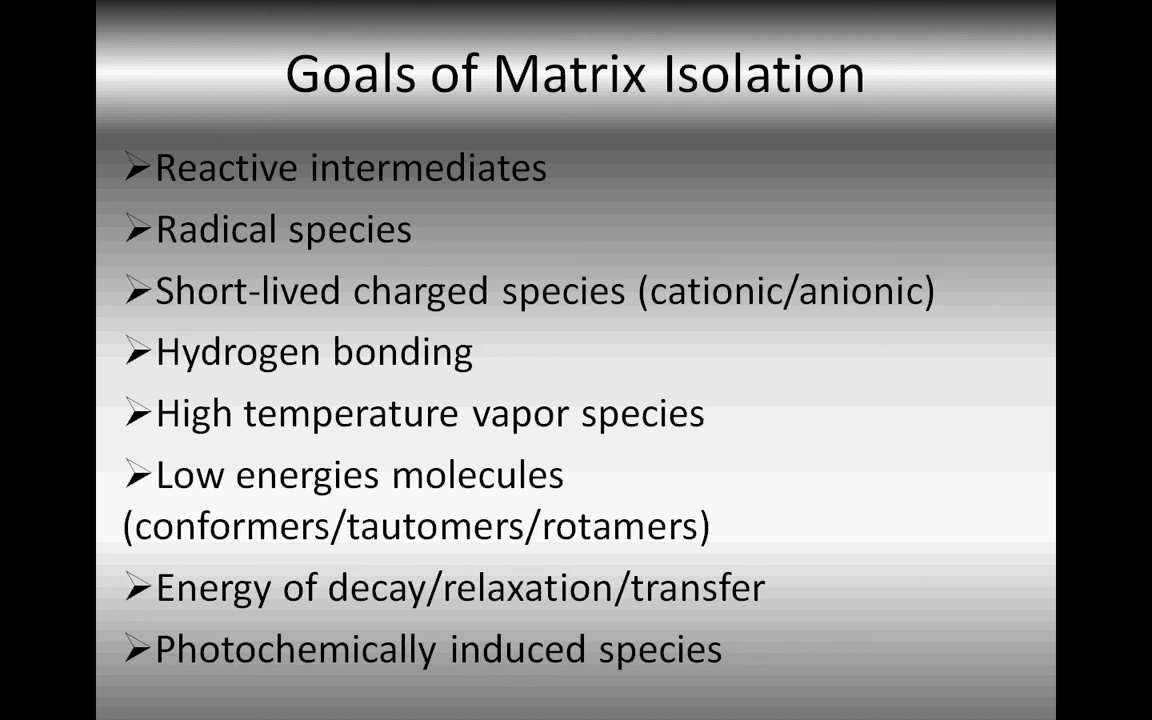 Goals of Matrix Isolation
➢Reactive intermediates
➢Radical species
➢Short-lived charged species (cationic/anionic)
➢Hydrogen bonding
➢High temperature vapor species
➢Low energies molecules
(conformers/tautomers/rotamers)
➢Energy of decay/relaxation/transfer
➢Photochemically induced species